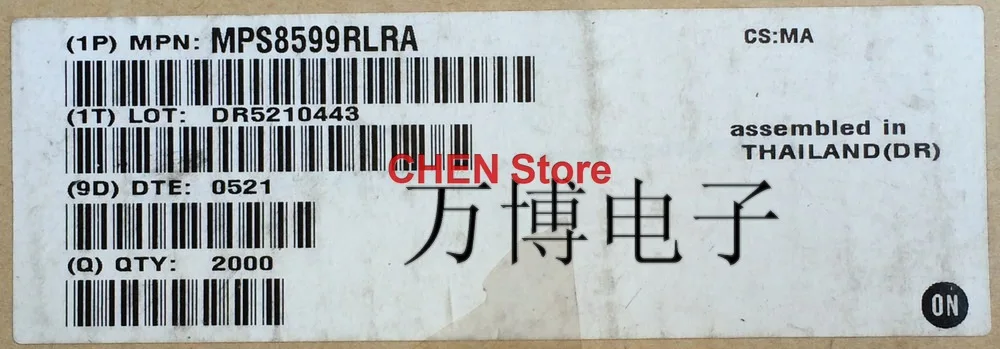 (1P) MPN: MPS8599RLRA
CS:MA
(1T) LOT: DR5210443
assembled in
THAILAND(DR)
CHEN Store
(9D) DTE: 0521
万博电子
(Q) QTY: 2000
ON